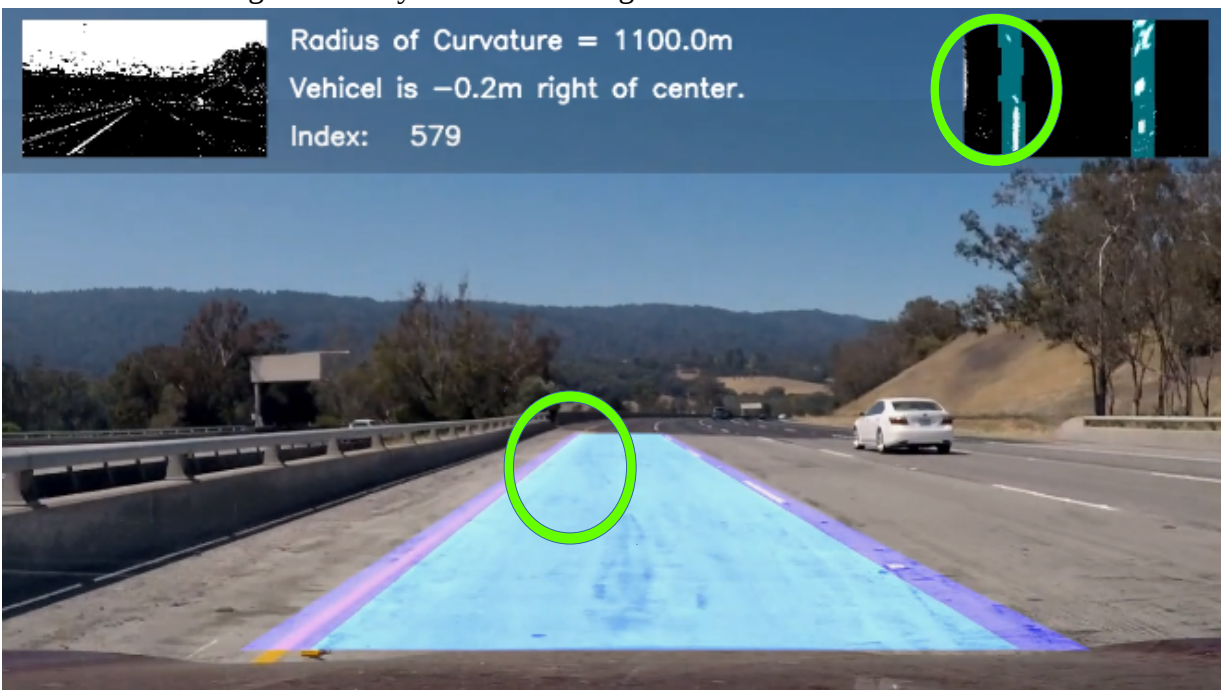 Radius of Curvature = 1100.0m
Vehicel is −0.2m right of center.
Index: 579